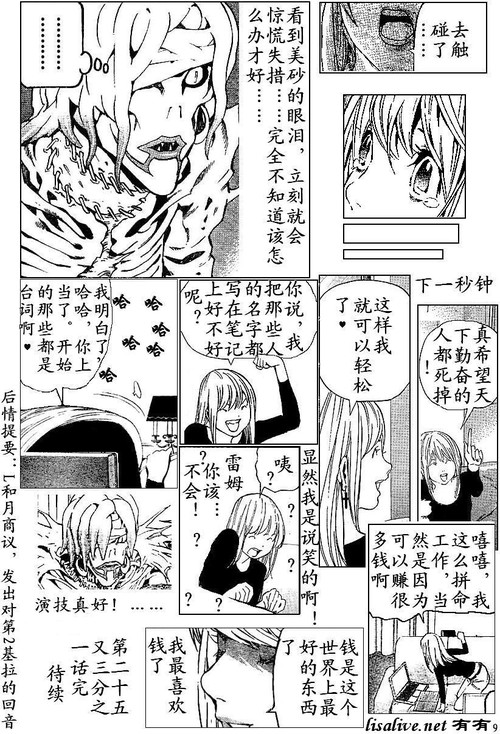 去触
碰了
看到美砂的眼泪，立刻就会
惊慌失措……完全不知道该怎
么办才好……
…………
下一秒钟
真希望天
下勤奋的
人都死掉
这样我
就可以轻松
了♥
你说，我
把那些人
的名字都
写在笔记
上好不好
呢？
哈
哈
哈
哈
我明白了
哈哈，你上
当了。开始
的那些都是
台词啊♥
嘻嘻，我
这么拼命
工作，当
然是因为
可以赚很
多钱啊
显然我是说笑的啊！
咦？
雷姆
你该…
不会！
？
？
？
？
？
演技真好！……
钱是这个
世界上最
好的东西
我最喜欢
钱了
第二十五
又三分之
一话完
待续
后情提要：L和月商议，发出对第2基拉的回音
lisalive.net 有有 9